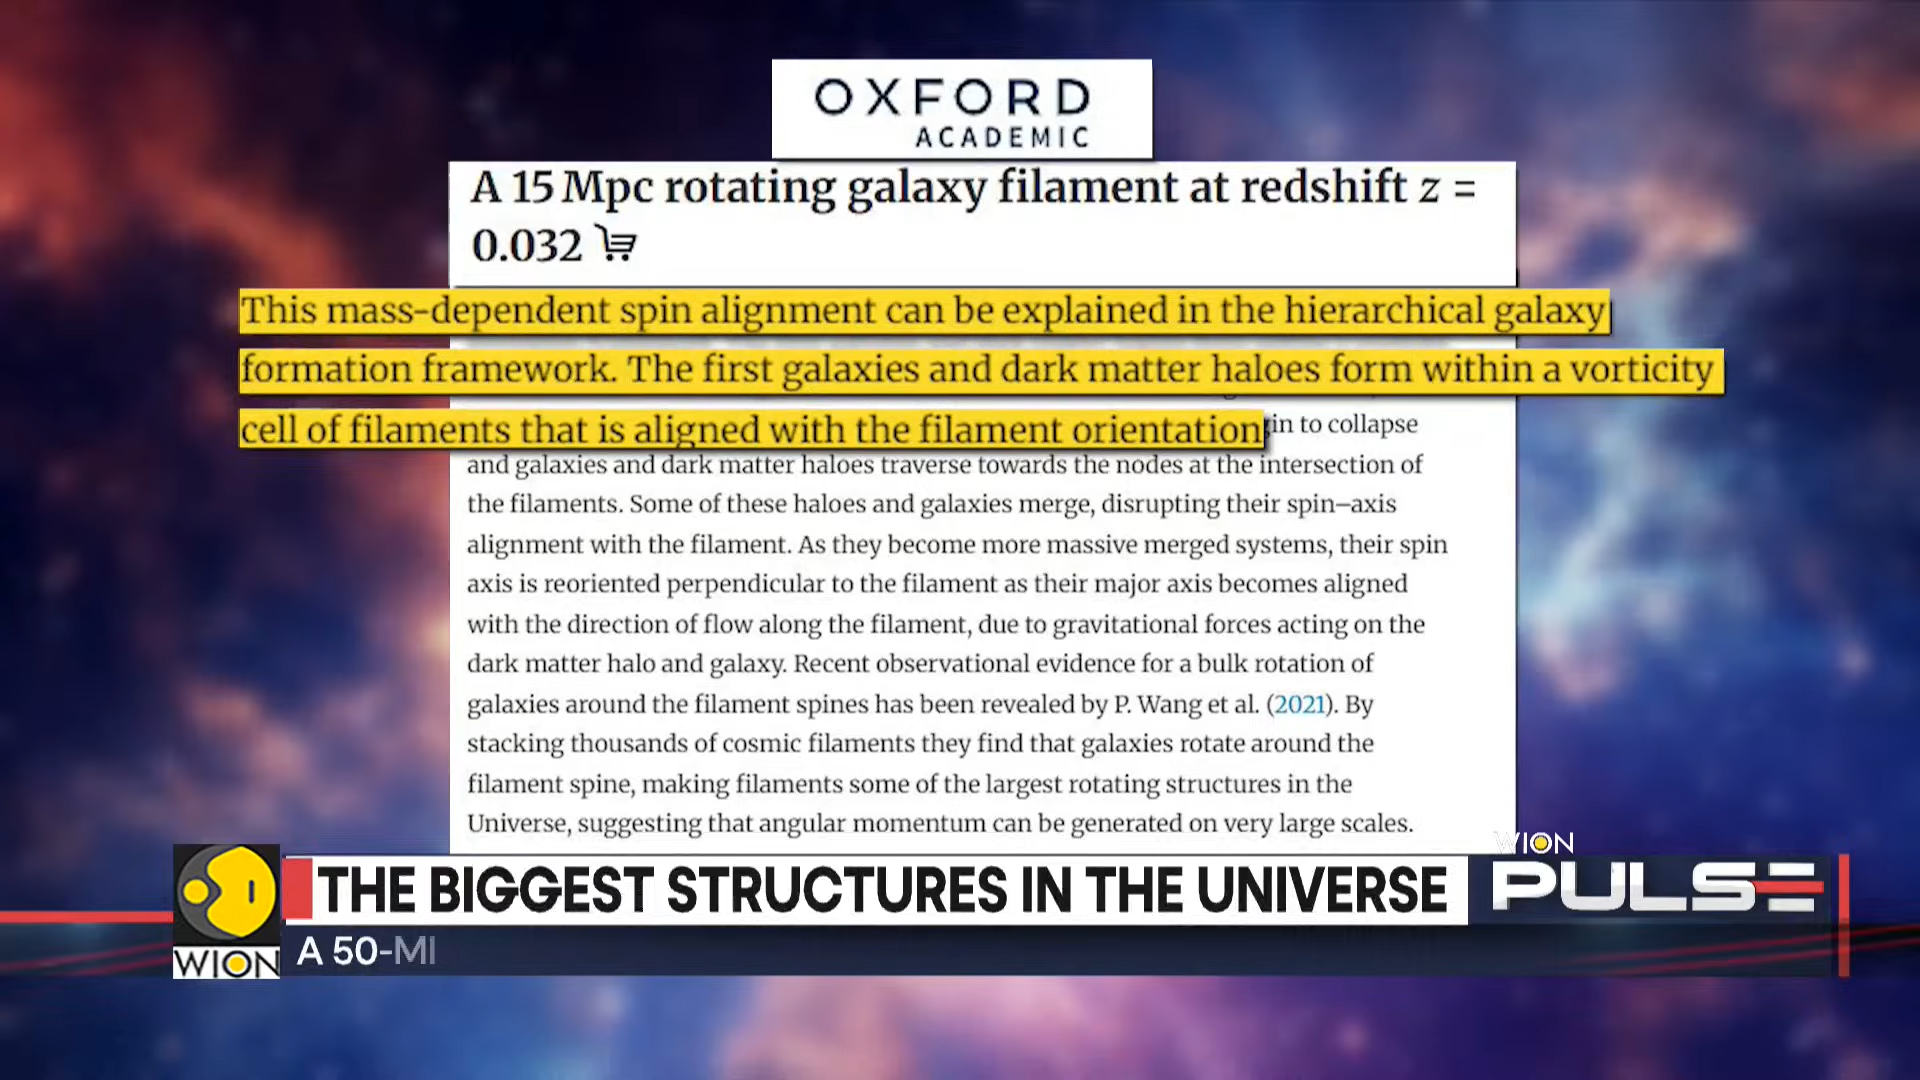 OXFORD
ACADEMIC
A 15 Mpc rotating galaxy filament at redshift z =
0.032
This mass-dependent spin alignment can be explained in the hierarchical galaxy
formation framework. The first galaxies and dark matter haloes form within a vorticity
cell of filaments that is aligned with the filament orientation
in to collapse
and galaxies and dark matter haloes traverse towards the nodes at the intersection of
the filaments. Some of these haloes and galaxies merge, disrupting their spin–axis
alignment with the filament. As they become more massive merged systems, their spin
axis is reoriented perpendicular to the filament as their major axis becomes aligned
with the direction of flow along the filament, due to gravitational forces acting on the
dark matter halo and galaxy. Recent observational evidence for a bulk rotation of
galaxies around the filament spines has been revealed by P. Wang et al. (2021). By
stacking thousands of cosmic filaments they find that galaxies rotate around the
filament spine, making filaments some of the largest rotating structures in the
Universe, suggesting that angular momentum can be generated on very large scales.
WION
PULSE
THE BIGGEST STRUCTURES IN THE UNIVERSE
WION
A 50-MI